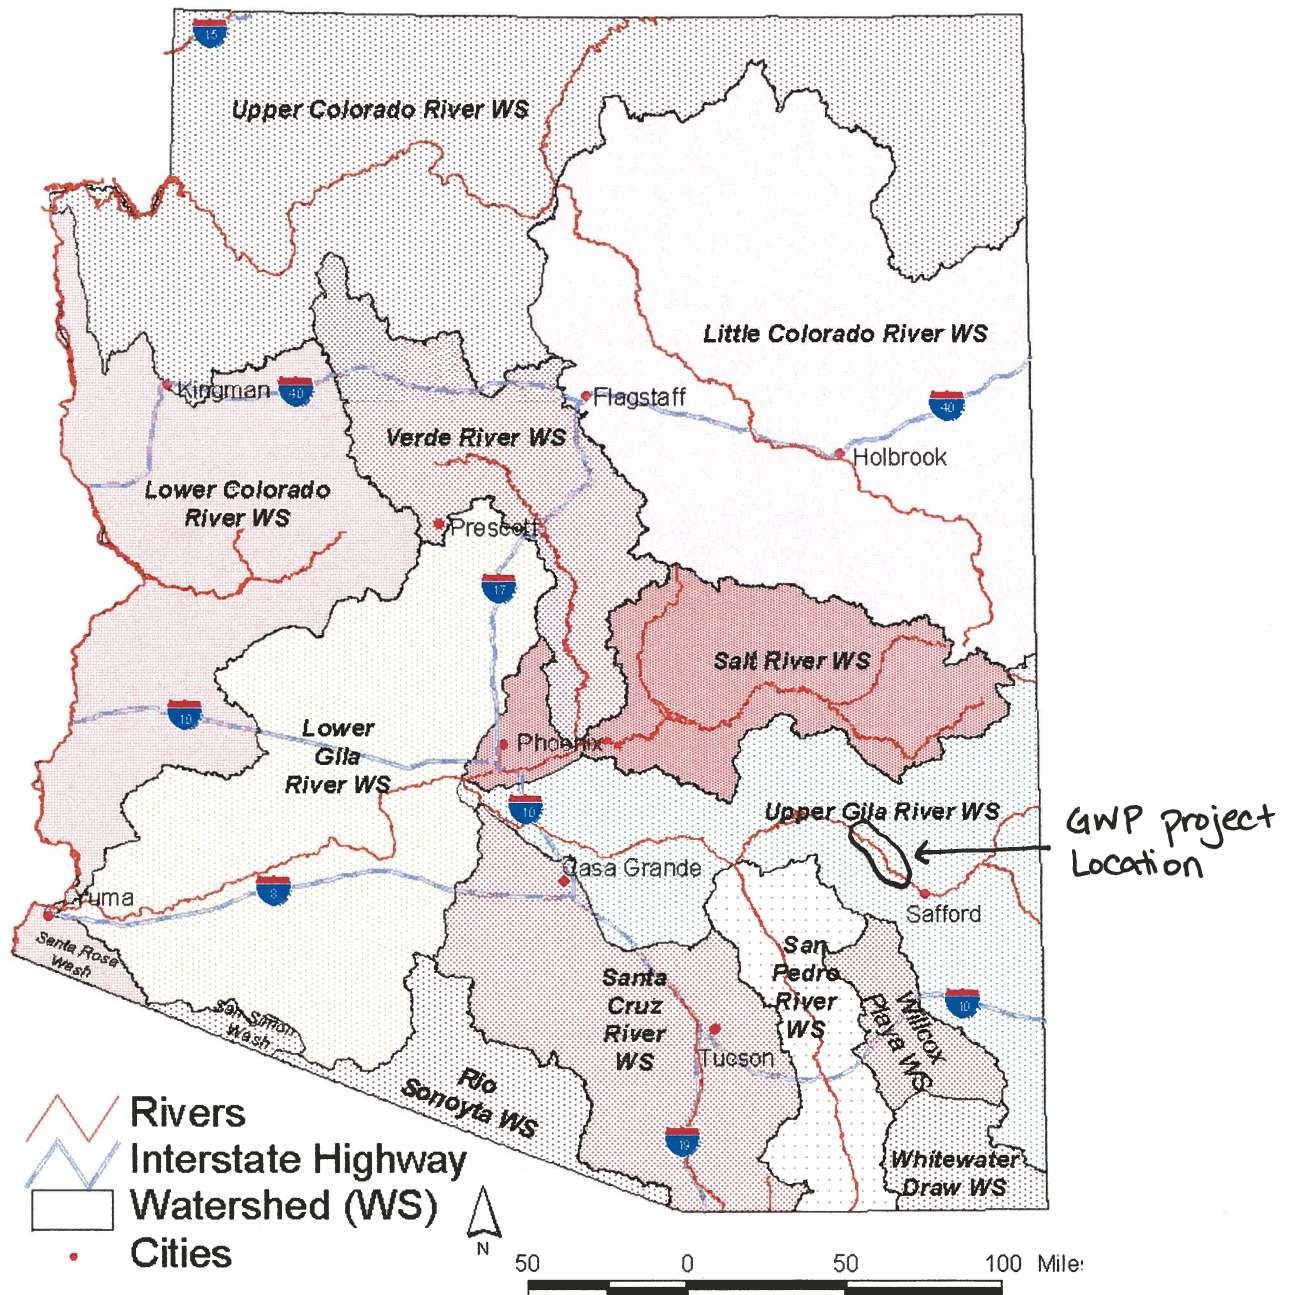 15
Upper Colorado River WS
Little Colorado River WS
Kingman
40
Flagstaff
40
Verde River WS
Holbrook
Lower Colorado
River WS
Prescott
17
Salt River WS
10
Lower
Gila
River WS
Phoenix
10
Upper Gila River WS
GWP project
Location
Casa Grande
8
Yuma
Safford
Santa Rosa
Wash
San
Pedro
River
WS
Santa
Cruz
River
WS
Willcox
Playa WS
10
San Simon
Wash
Tucson
Rio
Sonoyta WS
19
Whitewater
Draw WS
Rivers
Interstate Highway
Watershed (WS)
Cities
N
50 0 50 100 Miles